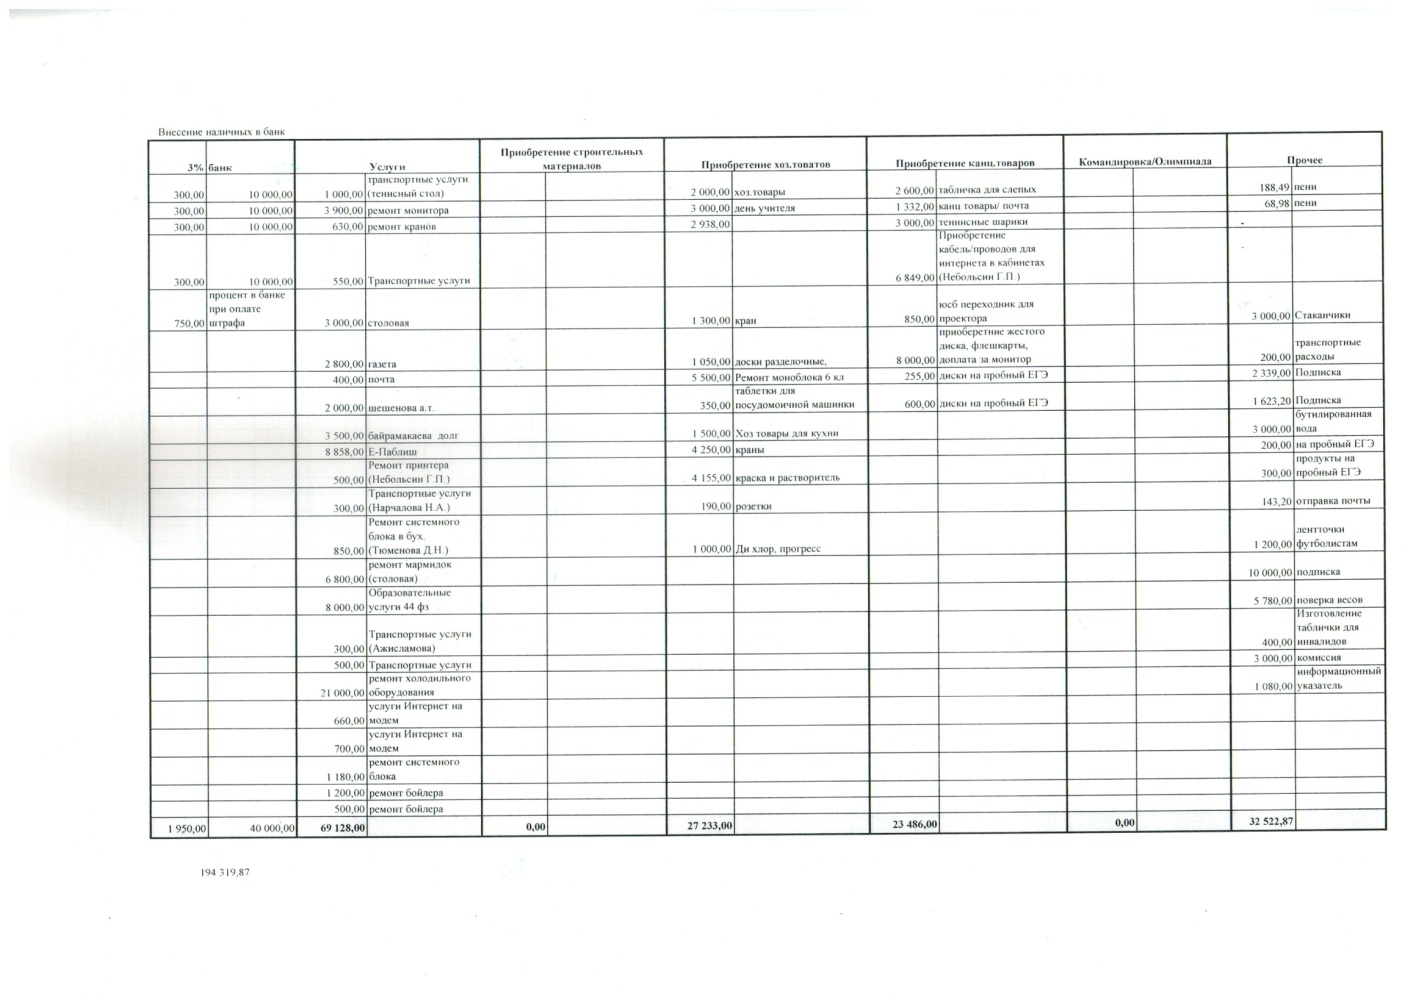 Внесение наличных в банк
3% банк Услуги Приобретение строительных материалов Приобретение хоз.товатов Приобретение канц.товаров Командировка/Олимпиада Прочее
300,00 10 000,00 1 000,00 транспортные услуги (тенисный стол) 2 000,00 хоз.товары 2 600,00 табличка для слепых 188,49 пени
300,00 10 000,00 3 900,00 ремонт монитора 3 000,00 день учителя 1 332,00 канц товары/ почта 68,98 пени
300,00 10 000,00 630,00 ремонт кранов 2 938,00 3 000,00 теннисные шарики -
300,00 10 000,00 550,00 Транспортные услуги 6 849,00 Приобретение кабель/проводов для интернета в кабинетах (Небольсин Г.П.)
750,00 процент в банке при оплате штрафа 3 000,00 столовая 1 300,00 кран 850,00 юсб переходник для проектора 3 000,00 Стаканчики
2 800,00 газета 1 050,00 доски разделочные, 8 000,00 приоберетние жестого диска, флешкарты, доплата за монитор 200,00 транспортные расходы
400,00 почта 5 500,00 Ремонт моноблока 6 кл 255,00 диски на пробный ЕГЭ 2 339,00 Подписка
2 000,00 шешенова а.т. 350,00 таблетки для посудомоичной машинки 600,00 диски на пробный ЕГЭ 1 623,20 Подписка
3 500,00 байрамакаева долг 1 500,00 Хоз товары для кухни 3 000,00 бутилированная вода
8 858,00 Е-Паблиш 4 250,00 краны 200,00 на пробный ЕГЭ
500,00 Ремонт принтера (Небольсин Г.П.) 4 155,00 краска и растворитель 300,00 продукты на пробный ЕГЭ
300,00 Транспортные услуги (Нарчалова Н.А.) 190,00 розетки 143,20 отправка почты
850,00 Ремонт системного блока в бух. (Тюменова Д.Н.) 1 000,00 Ди хлор, прогресс 1 200,00 лентточки футболистам
6 800,00 ремонт мармидок (столовая) 10 000,00 подписка
8 000,00 Образовательные услуги 44 фз 5 780,00 поверка весов
300,00 Транспортные услуги (Ажисламова) 400,00 Изготовление таблички для инвалидов
500,00 Транспортные услуги 3 000,00 комиссия
21 000,00 ремонт холодильного оборудования 1 080,00 информационный указатель
660,00 услуги Интернет на модем
700,00 услуги Интернет на модем
1 180,00 ремонт системного блока
1 200,00 ремонт бойлера
500,00 ремонт бойлера
1 950,00 40 000,00 69 128,00 0,00 27 233,00 23 486,00 0,00 32 522,87
194 319,87